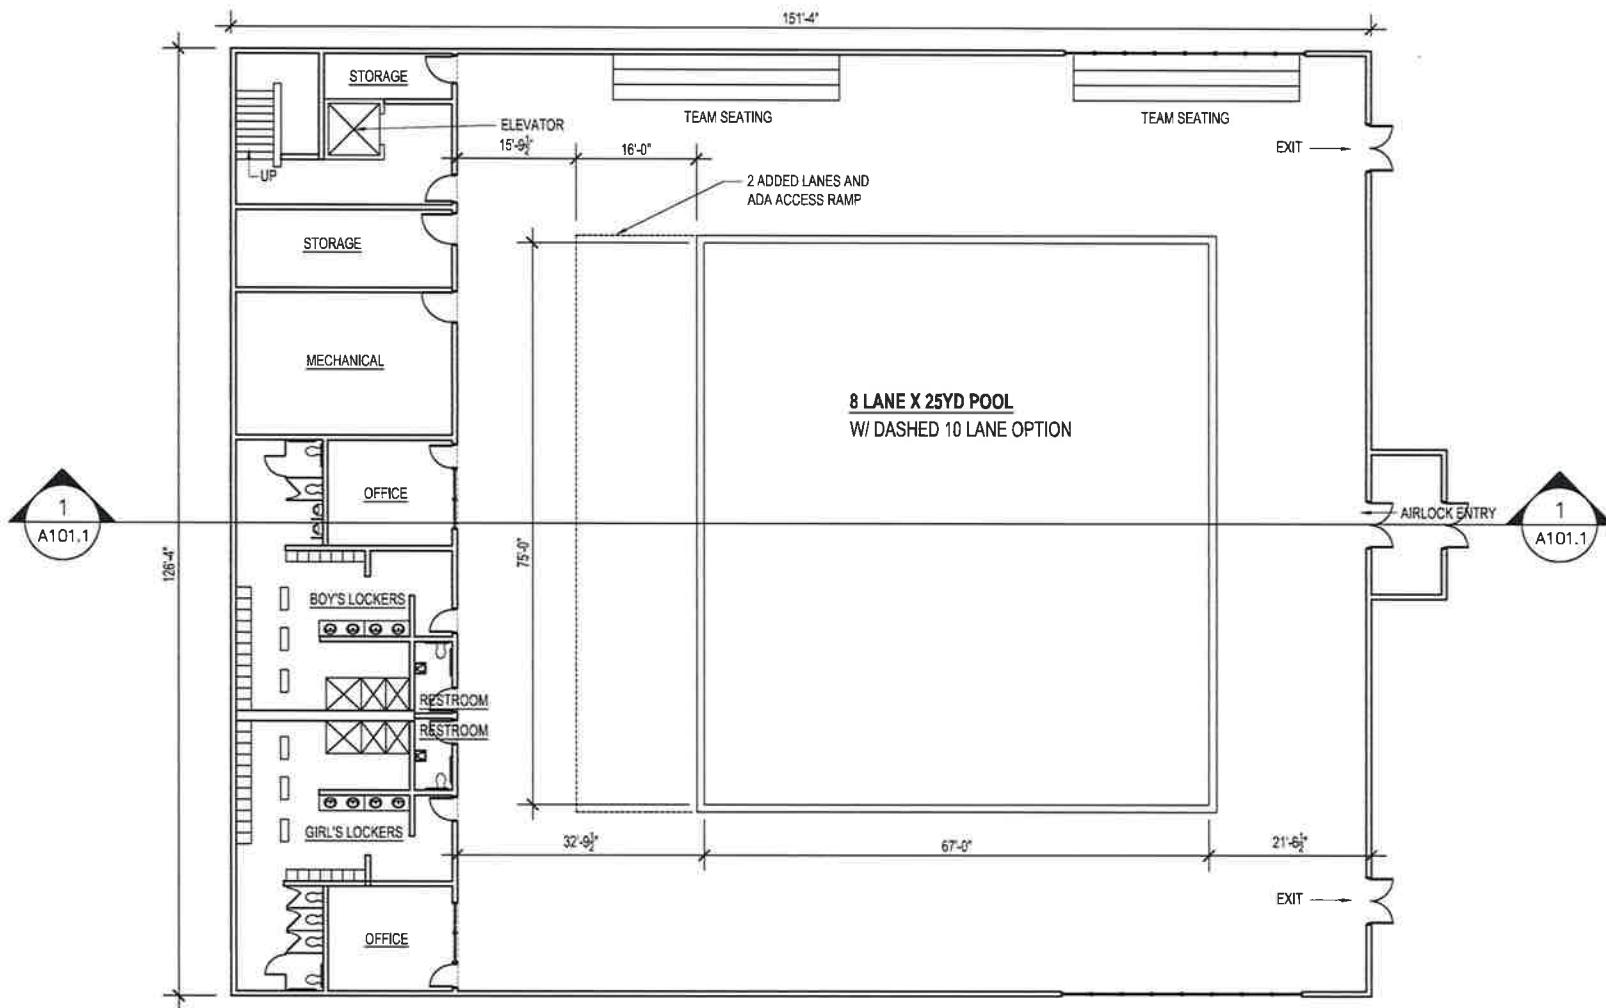 151'-4"
STORAGE
ELEVATOR
TEAM SEATING
TEAM SEATING
15'-9½"
16'-0"
EXIT
UP
2 ADDED LANES AND
ADA ACCESS RAMP
STORAGE
MECHANICAL
8 LANE X 25YD POOL
W/ DASHED 10 LANE OPTION
OFFICE
1
A101.1
AIRLOCK ENTRY
1
A101.1
126'-4"
75'-0"
BOY'S LOCKERS
RESTROOM
RESTROOM
GIRL'S LOCKERS
32'-9½"
67'-0"
21'-6½"
EXIT
OFFICE